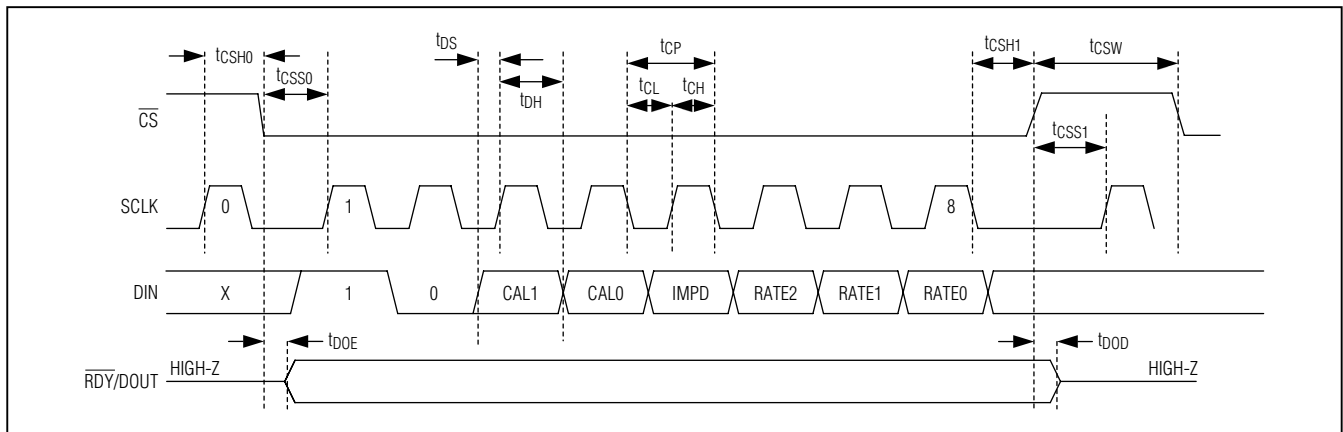 tCSH0 tDS tCP tCSH1 tCSW
tCSS0 tDH tCL tCH
CS tCSS1
SCLK 0 1 8
DIN X 1 0 CAL1 CAL0 IMPD RATE2 RATE1 RATE0
tDOE tDOD
RDY/DOUT HIGH-Z HIGH-Z